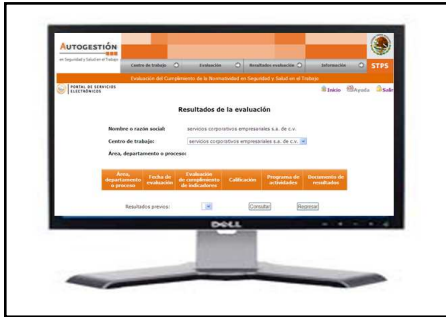 AUTOGESTIÓN
en Seguridad y Salud en el Trabajo
Centro de trabajo Evaluación Resultados evaluación Información STPS
Evaluación del Cumplimiento de la Normatividad en Seguridad y Salud en el Trabajo
PORTAL DE SERVICIOS ELECTRÓNICOS
Inicio Ayuda Salir
Resultados de la evaluación
Nombre o razón social: servicios corporativos empresariales s.a. de c.v.
Centro de trabajo: servicios corporativos empresariales s.a. de c.v.
Área, departamento o proceso:
Área, departamento o proceso
Fecha de evaluación
Evaluación de cumplimiento de indicadores
Calificación
Programa de actividades
Documento de resultados
Resultados previos: Consultar Regresar
DELL